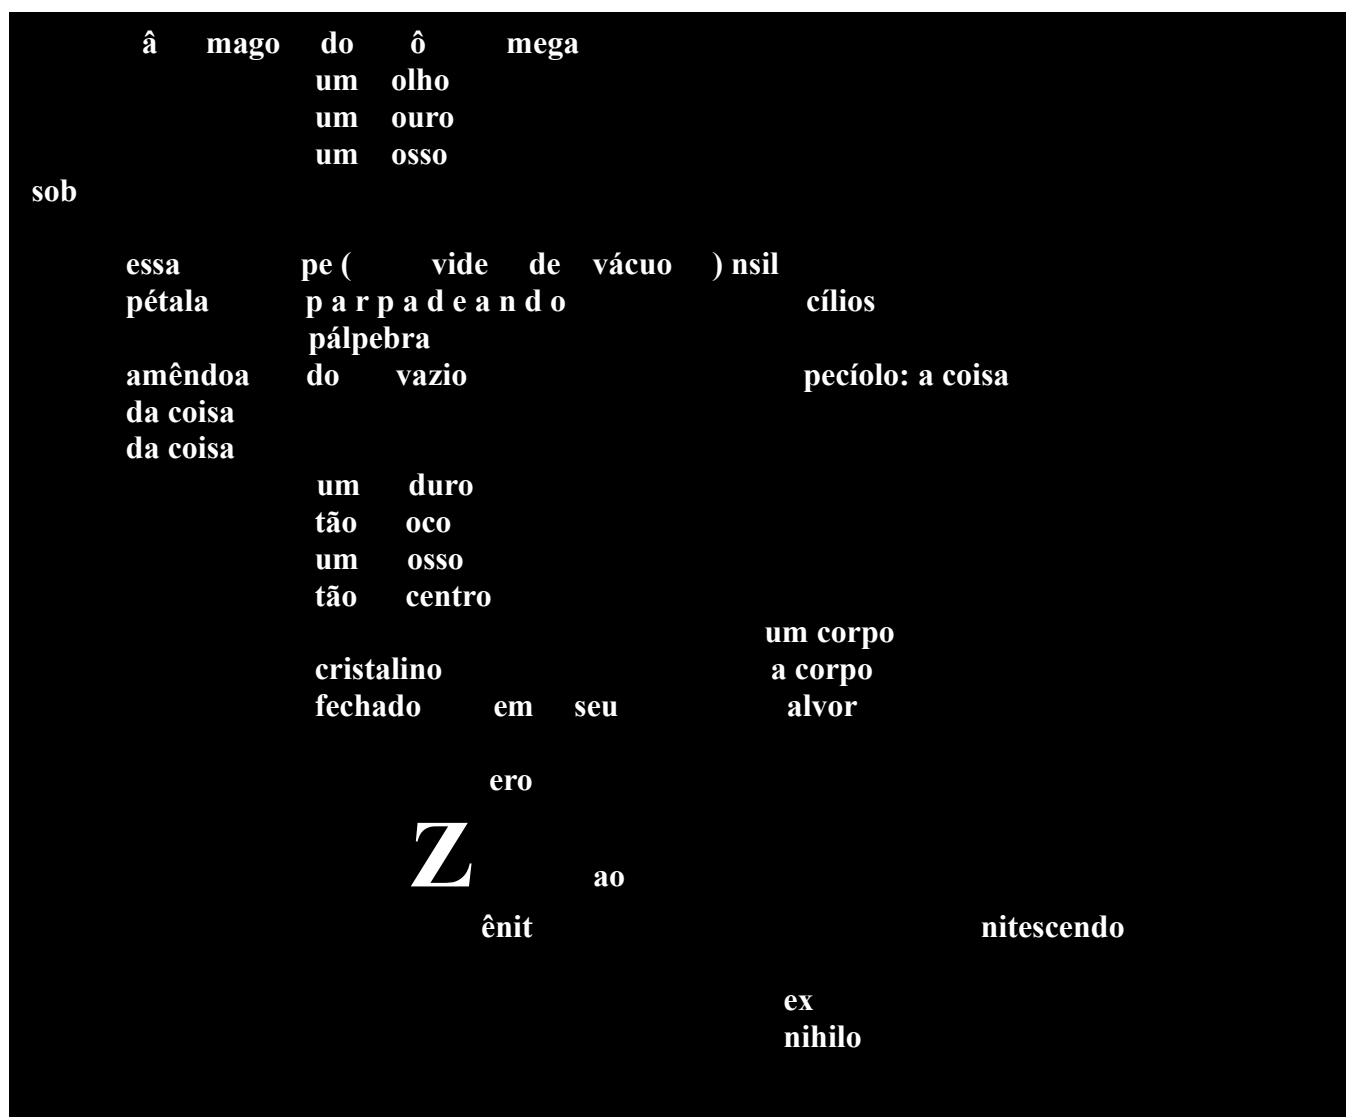 â mago do ô mega
um olho
um ouro
um osso
sob
essa pe ( vide de vácuo ) nsil
pétala p a r p a d e a n d o cílios
pálpebra
amêndoa do vazio pecíolo: a coisa
da coisa
da coisa
um duro
tão oco
um osso
tão centro
um corpo
cristalino a corpo
fechado em seu alvor
ero
Z ao
ênit nitescendo
ex
nihilo